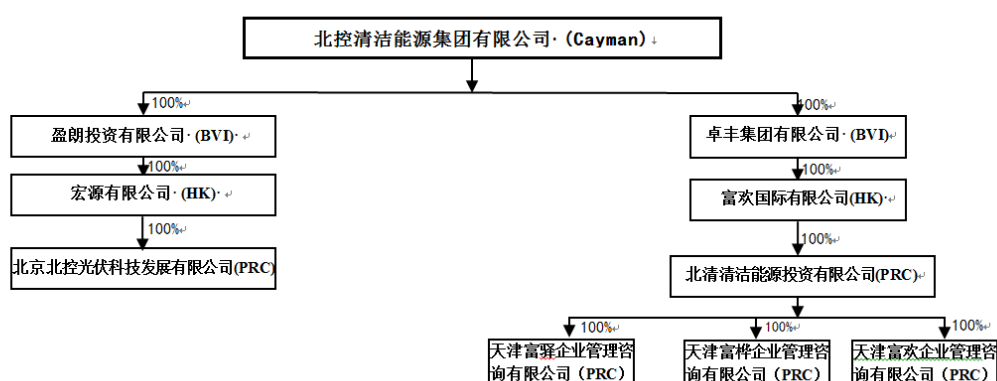 北控清洁能源集团有限公司·(Cayman)
100%
100%
盈朗投资有限公司·(BVI)·
卓丰集团有限公司·(BVI)
100%
100%
宏源有限公司·(HK)·
富欢国际有限公司(HK)·
100%
100%
北京北控光伏科技发展有限公司(PRC)
北清清洁能源投资有限公司(PRC)
100%
100%
100%
天津富驿企业管理咨
询有限公司（PRC）
天津富桦企业管理咨
询有限公司（PRC）
天津富欢企业管理咨
询有限公司（PRC）